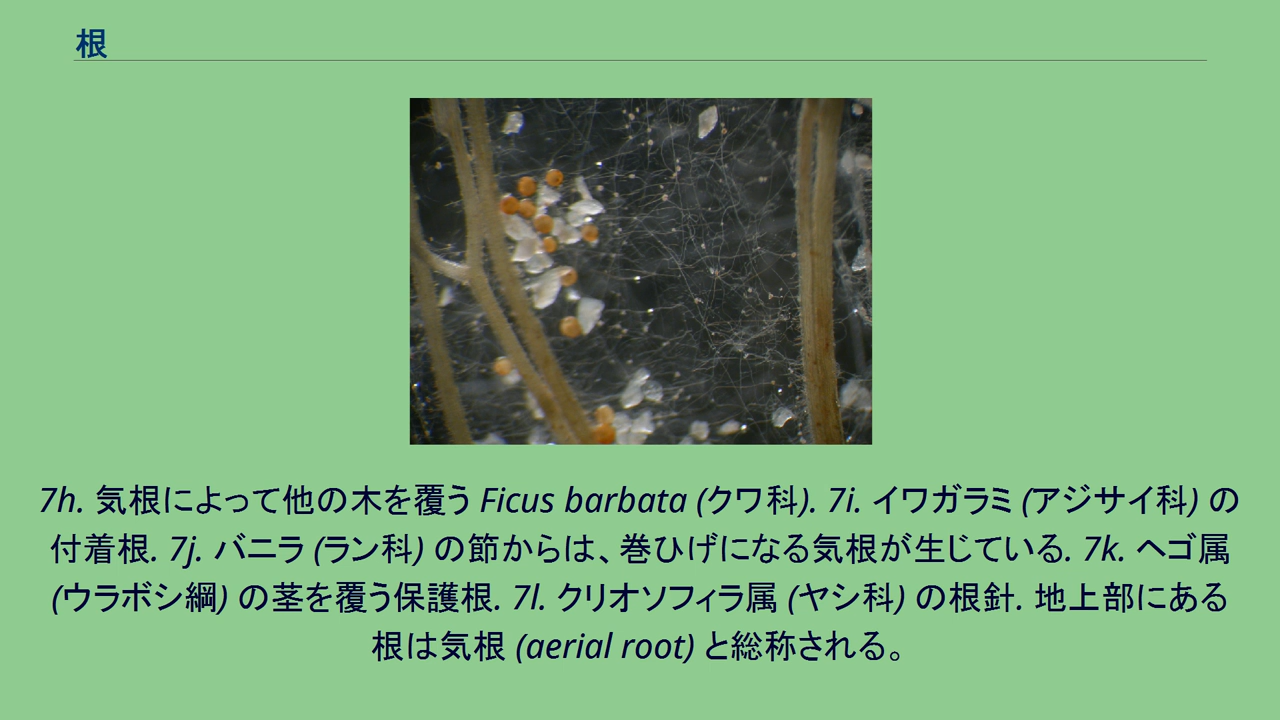 根
7h. 気根によって他の木を覆う Ficus barbata (クワ科). 7i. イワガラミ (アジサイ科) の
付着根. 7j. バニラ (ラン科) の節からは、巻ひげになる気根が生じている. 7k. ヘゴ属
(ウラボシ綱) の茎を覆う保護根. 7l. クリオソフィラ属 (ヤシ科) の根針. 地上部にある
根は気根 (aerial root) と総称される。